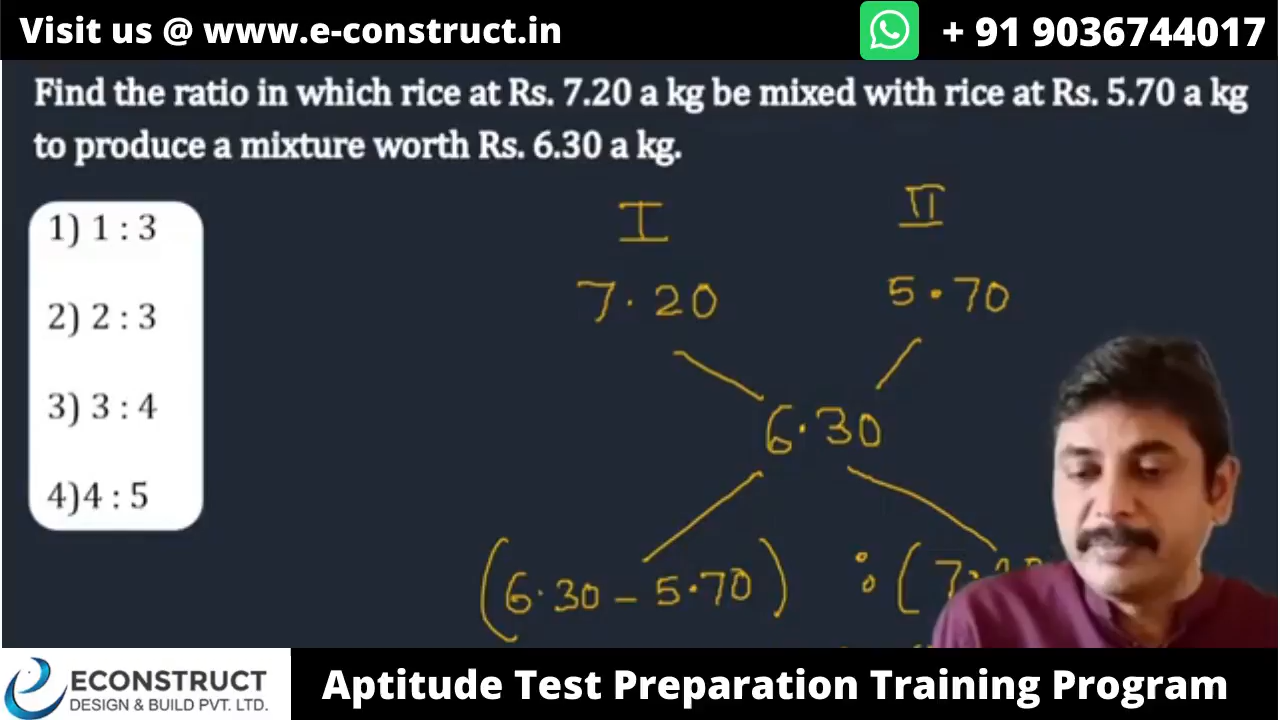 Visit us @ www.e-construct.in
+ 91 9036744017
Find the ratio in which rice at Rs. 7.20 a kg be mixed with rice at Rs. 5.70 a kg
to produce a mixture worth Rs. 6.30 a kg.
1) 1 : 3
2) 2 : 3
3) 3 : 4
4)4 : 5
I II
7.20 5.70
6.30
(6.30 - 5.70) : (7.
ECONSTRUCT
DESIGN & BUILD PVT. LTD.
Aptitude Test Preparation Training Program